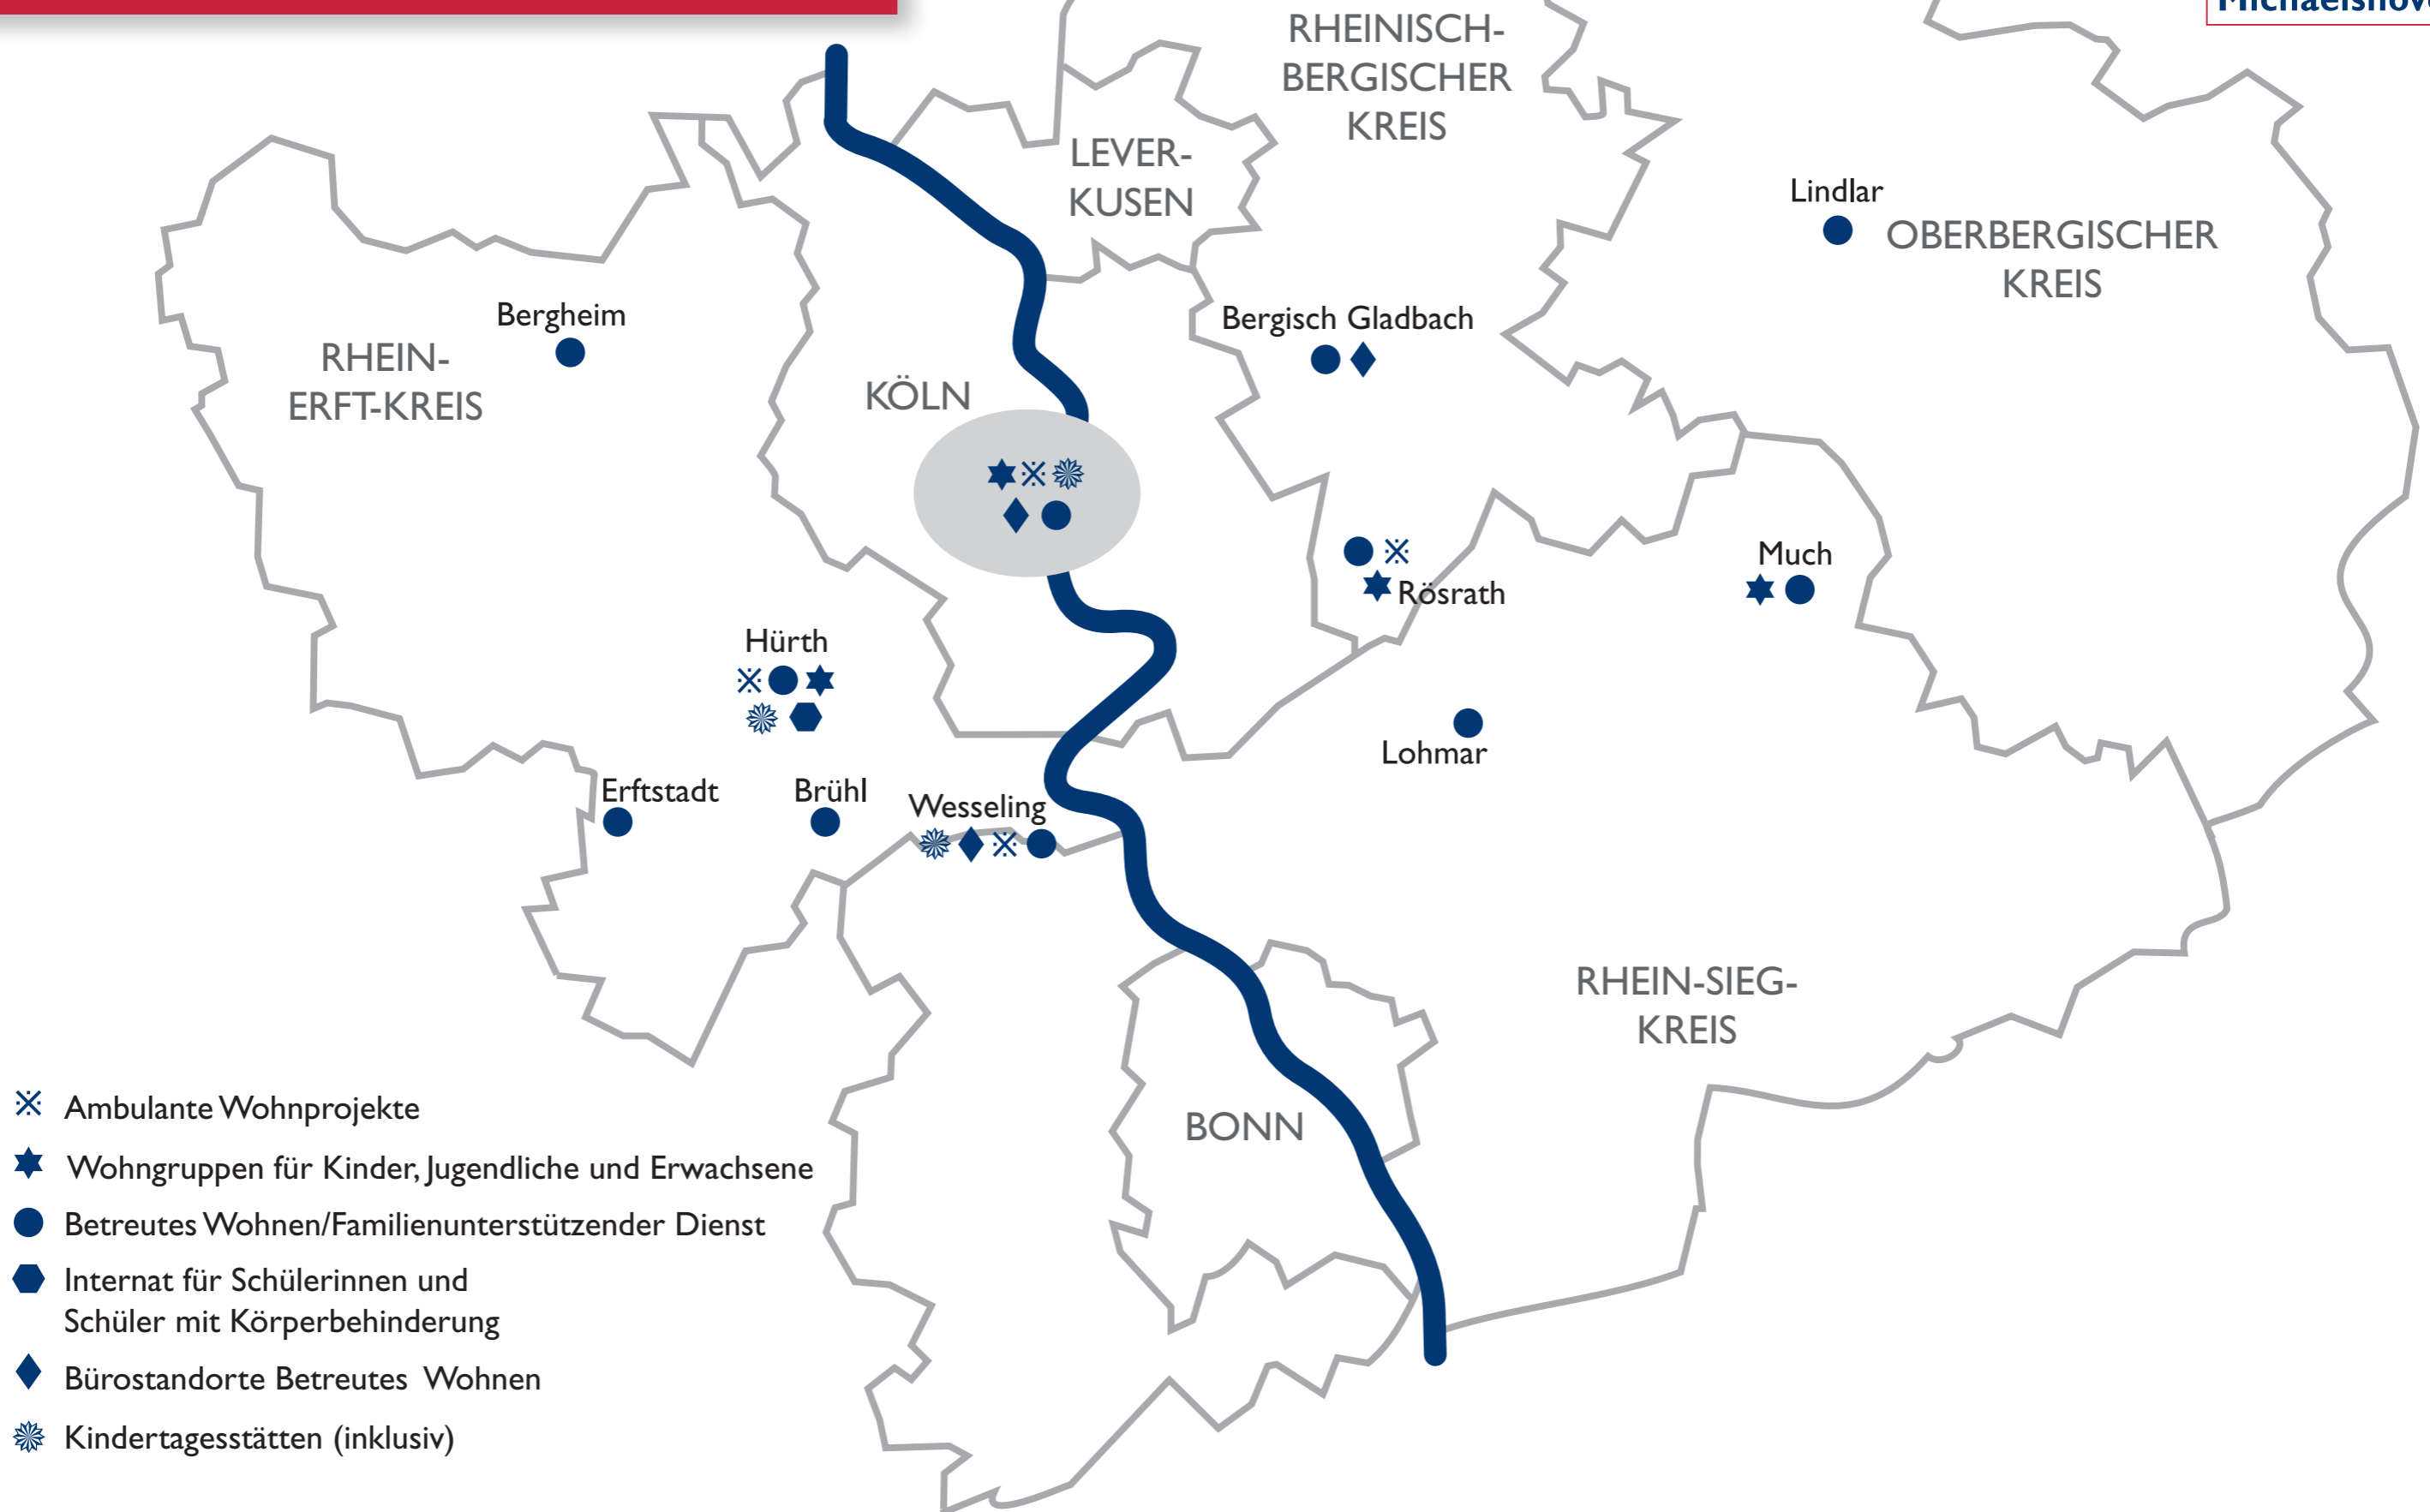 RHEINISCH-
BERGISCHER
KREIS
LEVER-
KUSEN
Lindlar
OBERBERGISCHER
KREIS
Bergheim
Bergisch Gladbach
RHEIN-
ERFT-KREIS
KÖLN
Much
Rösrath
Hürth
Lohmar
Erftstadt
Brühl
Wesseling
RHEIN-SIEG-
KREIS
BONN
Ambulante Wohnprojekte
Wohngruppen für Kinder, Jugendliche und Erwachsene
Betreutes Wohnen/Familienunterstützender Dienst
Internat für Schülerinnen und
Schüler mit Körperbehinderung
Bürostandorte Betreutes Wohnen
Kindertagesstätten (inklusiv)